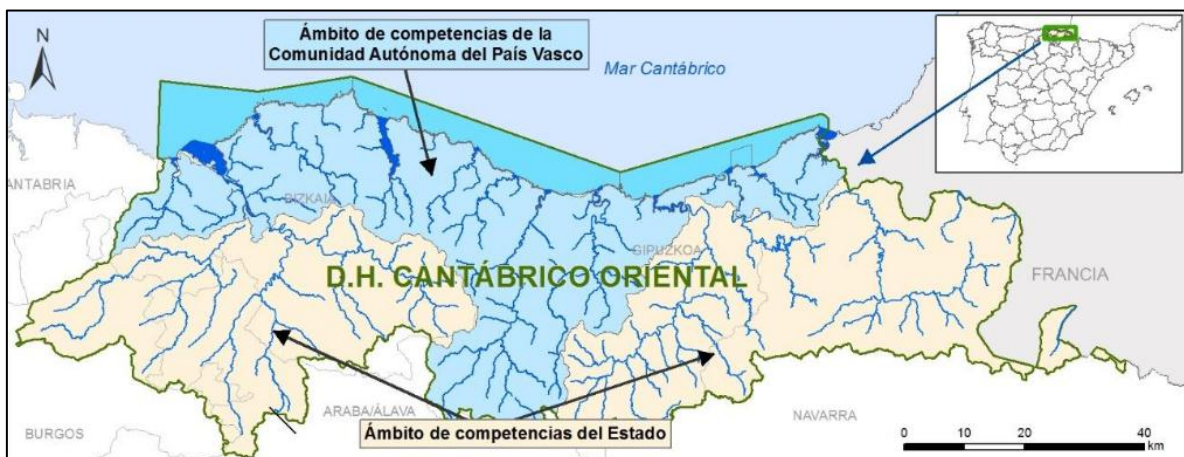 N
Ámbito de competencias de la
Comunidad Autónoma del País Vasco
Mar Cantábrico
ANTABRIA
BIZKAIA
GIPUZKOA
D.H. CANTÁBRICO ORIENTAL
FRANCIA
ARABA/ÁLAVA
NAVARRA
BURGOS
Ámbito de competencias del Estado
0 10 20 30 40
km